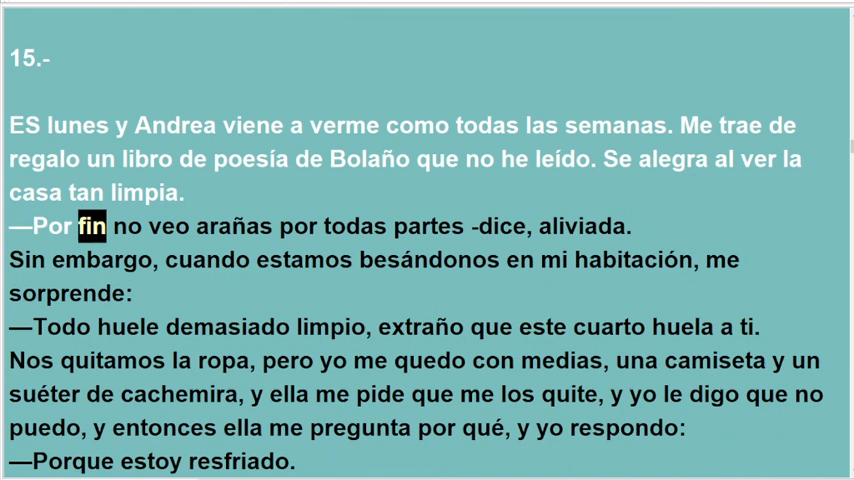 15.-
ES lunes y Andrea viene a verme como todas las semanas. Me trae de
regalo un libro de poesía de Bolaño que no he leído. Se alegra al ver la
casa tan limpia.
—Por fin no veo arañas por todas partes -dice, aliviada.
Sin embargo, cuando estamos besándonos en mi habitación, me
sorprende:
—Todo huele demasiado limpio, extraño que este cuarto huela a ti.
Nos quitamos la ropa, pero yo me quedo con medias, una camiseta y un
suéter de cachemira, y ella me pide que me los quite, y yo le digo que no
puedo, y entonces ella me pregunta por qué, y yo respondo:
—Porque estoy resfriado.